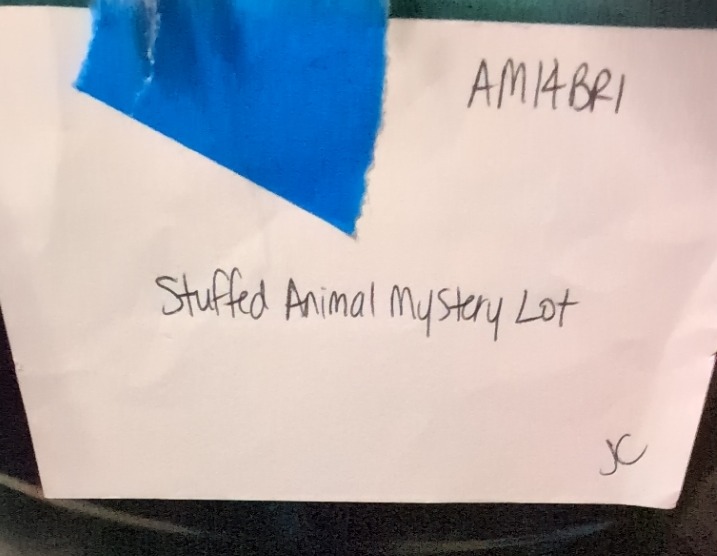 AM14BR1
Stuffed Animal Mystery Lot
JC